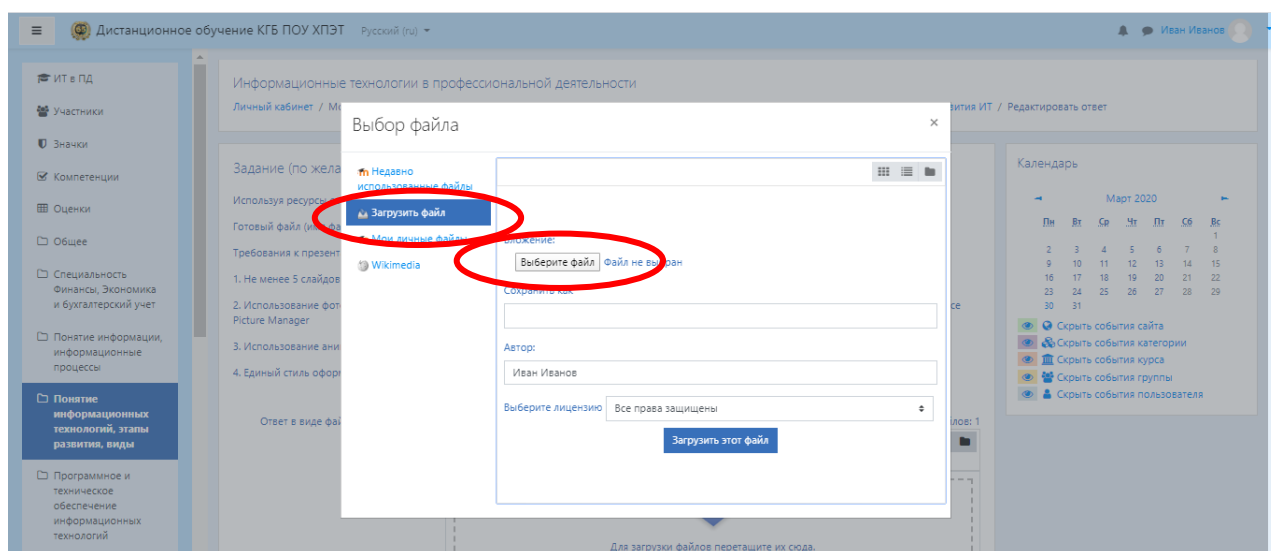 Дистанционное обучение КГБ ПОУ ХПЭТ Русский (ru)
Иван Иванов
ИТ в ПД
Участники
Значки
Компетенции
Оценки
Общее
Специальность
Финансы, Экономика
и бухгалтерский учет
Понятие информации,
информационные
процессы
Понятие
информационных
технологий, этапы
развития, виды
Программное и
техническое
обеспечение
информационных
технологий
Информационные технологии в профессиональной деятельности
Личный кабинет /
ития ИТ / Редактировать ответ
Задание (по жела
Используя ресурсы
Готовый файл
Требования к презент
1. Не менее 5 слайдов
2. Использование фот
Picture Manager
3. Использование ани
4. Единый стиль оформ
Ответ в виде фай
ce
лов: 1
Для загрузки файлов перетащите их сюда.
Выбор файла
×
Недавно
использованные файлы
Загрузить файл
Мои личные файлы
Wikimedia
Вложение:
Выберите файл Файл не выбран
Сохранить как
Автор:
Иван Иванов
Выберите лицензию Все права защищены
Загрузить этот файл
Календарь
Март 2020
Пн Вт Ср Чт Пт Сб Вс
1
2 3 4 5 6 7 8
9 10 11 12 13 14 15
16 17 18 19 20 21 22
23 24 25 26 27 28 29
30 31
Скрыть события сайта
Скрыть события категории
Скрыть события курса
Скрыть события группы
Скрыть события пользователя